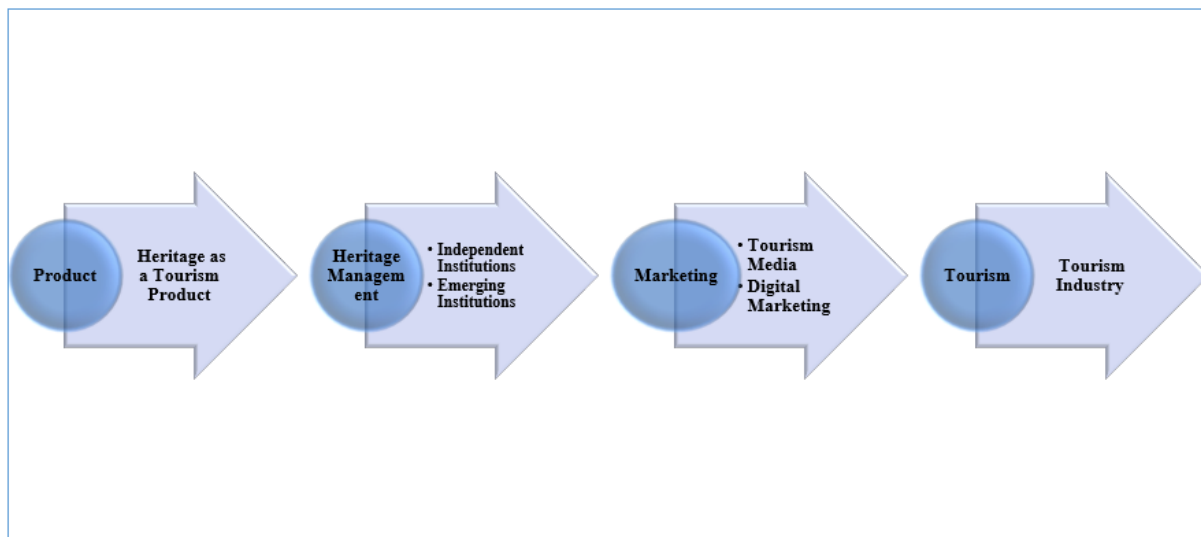 Product
Heritage as
a Tourism
Product
Heritage
Managem
ent
• Independent
Institutions
• Emerging
Institutions
Marketing
• Tourism
Media
• Digital
Marketing
Tourism
Tourism
Industry